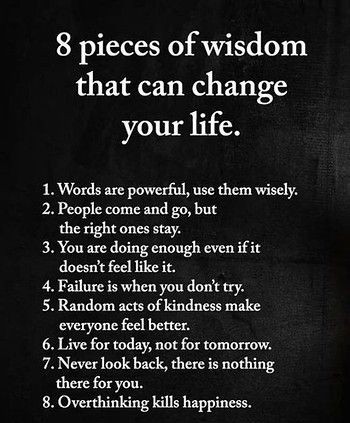 8 pieces of wisdom
that can change
your life.
1. Words are powerful, use them wisely.
2. People come and go, but
the right ones stay.
3. You are doing enough even if it
doesn't feel like it.
4. Failure is when you don't try.
5. Random acts of kindness make
everyone feel better.
6. Live for today, not for tomorrow.
7. Never look back, there is nothing
there for you.
8. Overthinking kills happiness.